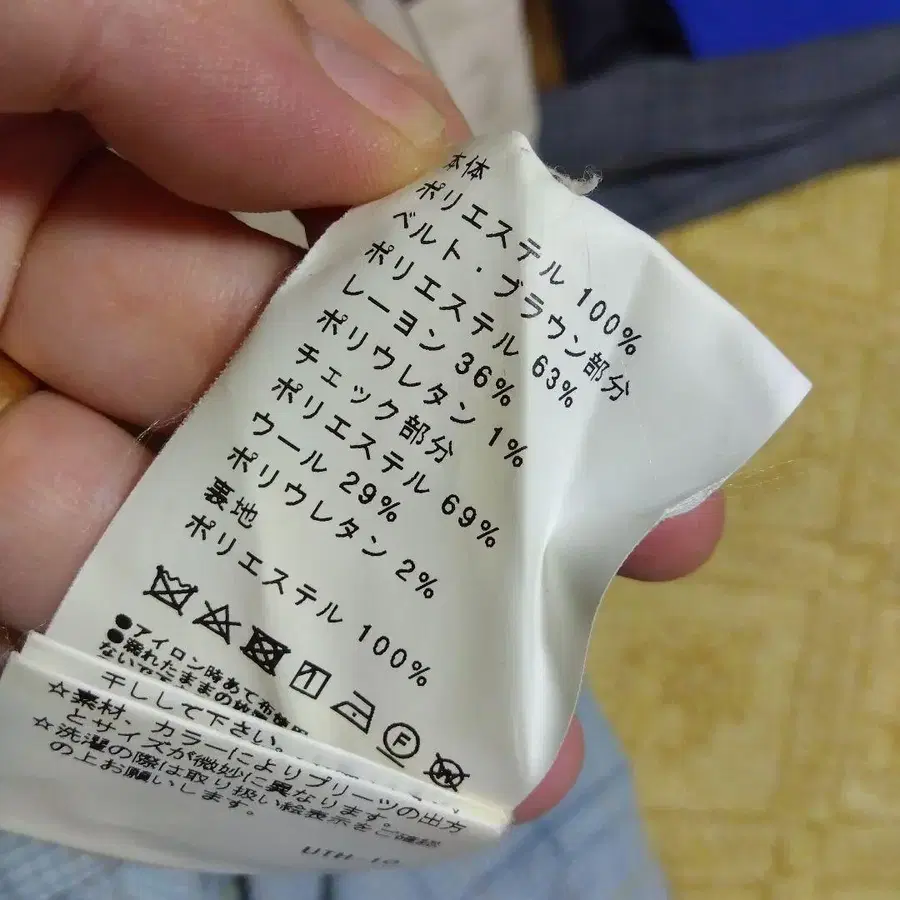 本体
ポリエステル 100%
ベルト・ブラウン部分
ポリエステル 63%
レーヨン 36%
ポリウレタン 1%
チェック部分
ポリエステル 69%
ウール 29%
ポリウレタン 2%
裏地
ポリエステル 100%
F
W
●アイロン時あて布使用
●濡れたままの
ないで
干しして下さい。
☆素材、カラーによりプリーツの出方
とサイズが微妙に異なります。
☆洗濯の際は取り扱い絵表示をご確認
の上お願いします。